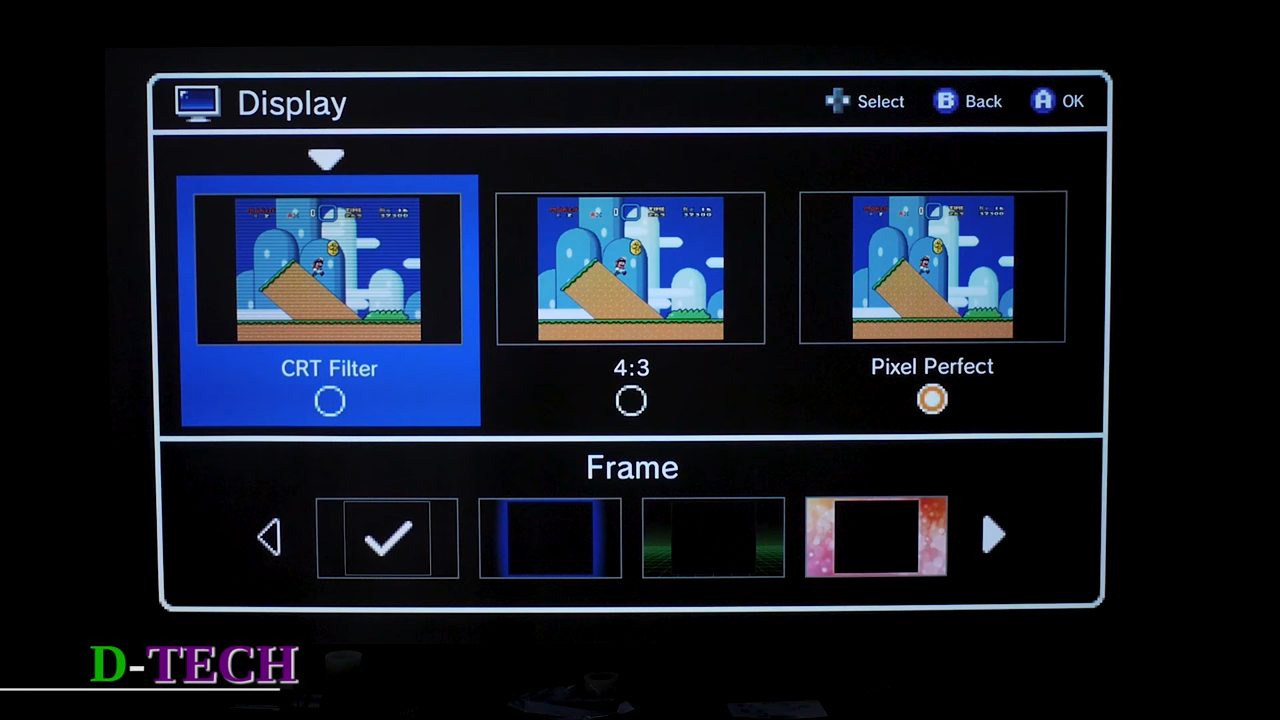 Display
Select
B Back
A OK
CRT Filter
4:3
Pixel Perfect
Frame
D-TECH